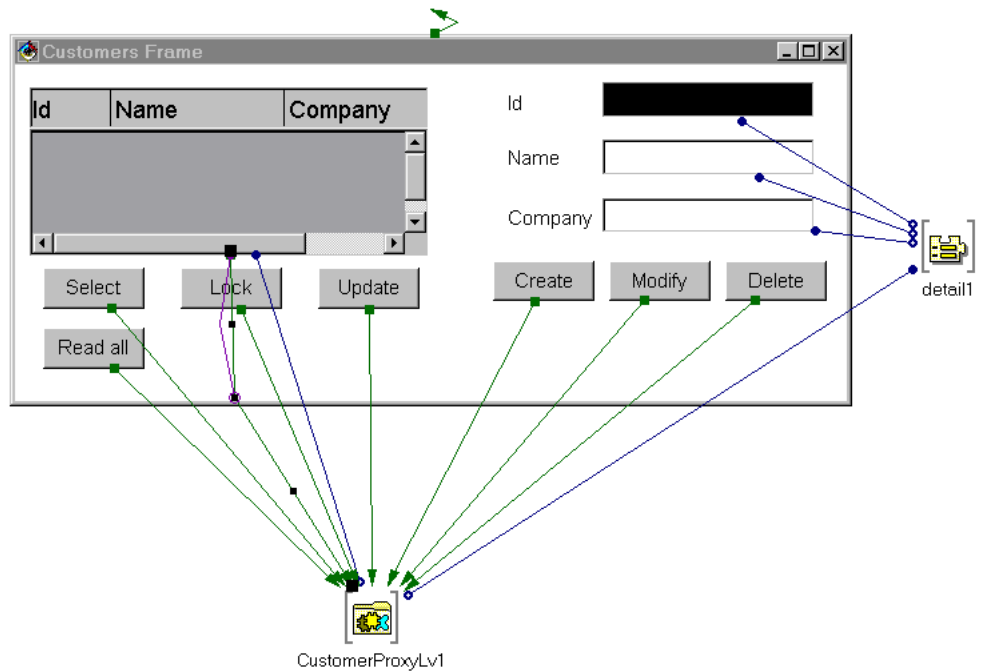 Customers Frame
Id Name Company
Id
Name
Company
Select Lock Update
Create Modify Delete
Read all
detail1
CustomerProxyLv1